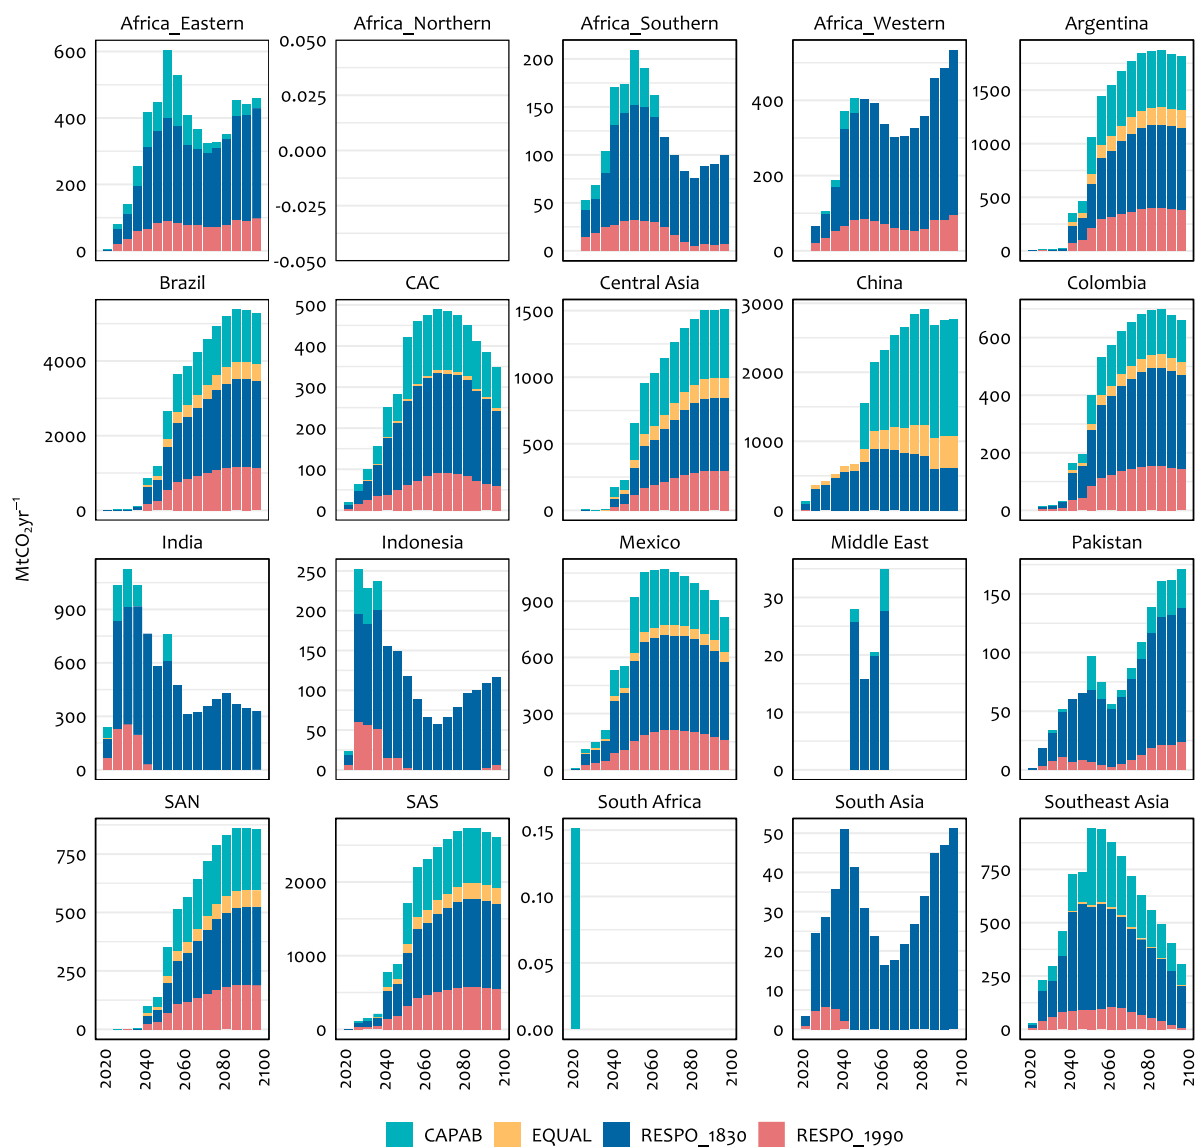 Africa_Eastern Africa_Northern Africa_Southern Africa_Western Argentina
600 400 200 0
0.050 0.025 0.000 -0.025 -0.050
200 150 100 50 0
400 200 0
1500 1000 500 0
Brazil CAC Central Asia China Colombia
4000 2000 0
500 400 300 200 100 0
1500 1000 500 0
3000 2000 1000 0
600 400 200 0
MtCO₂yr⁻¹
India Indonesia Mexico Middle East Pakistan
900 600 300 0
250 200 150 100 50 0
900 600 300 0
30 20 10 0
150 100 50 0
SAN SAS South Africa South Asia Southeast Asia
750 500 250 0
2000 1000 0
0.15 0.10 0.05 0.00
50 40 30 20 10 0
750 500 250 0
2020 2040 2060 2080 2100
2020 2040 2060 2080 2100
2020 2040 2060 2080 2100
2020 2040 2060 2080 2100
2020 2040 2060 2080 2100
CAPAB EQUAL RESPO_1830 RESPO_1990